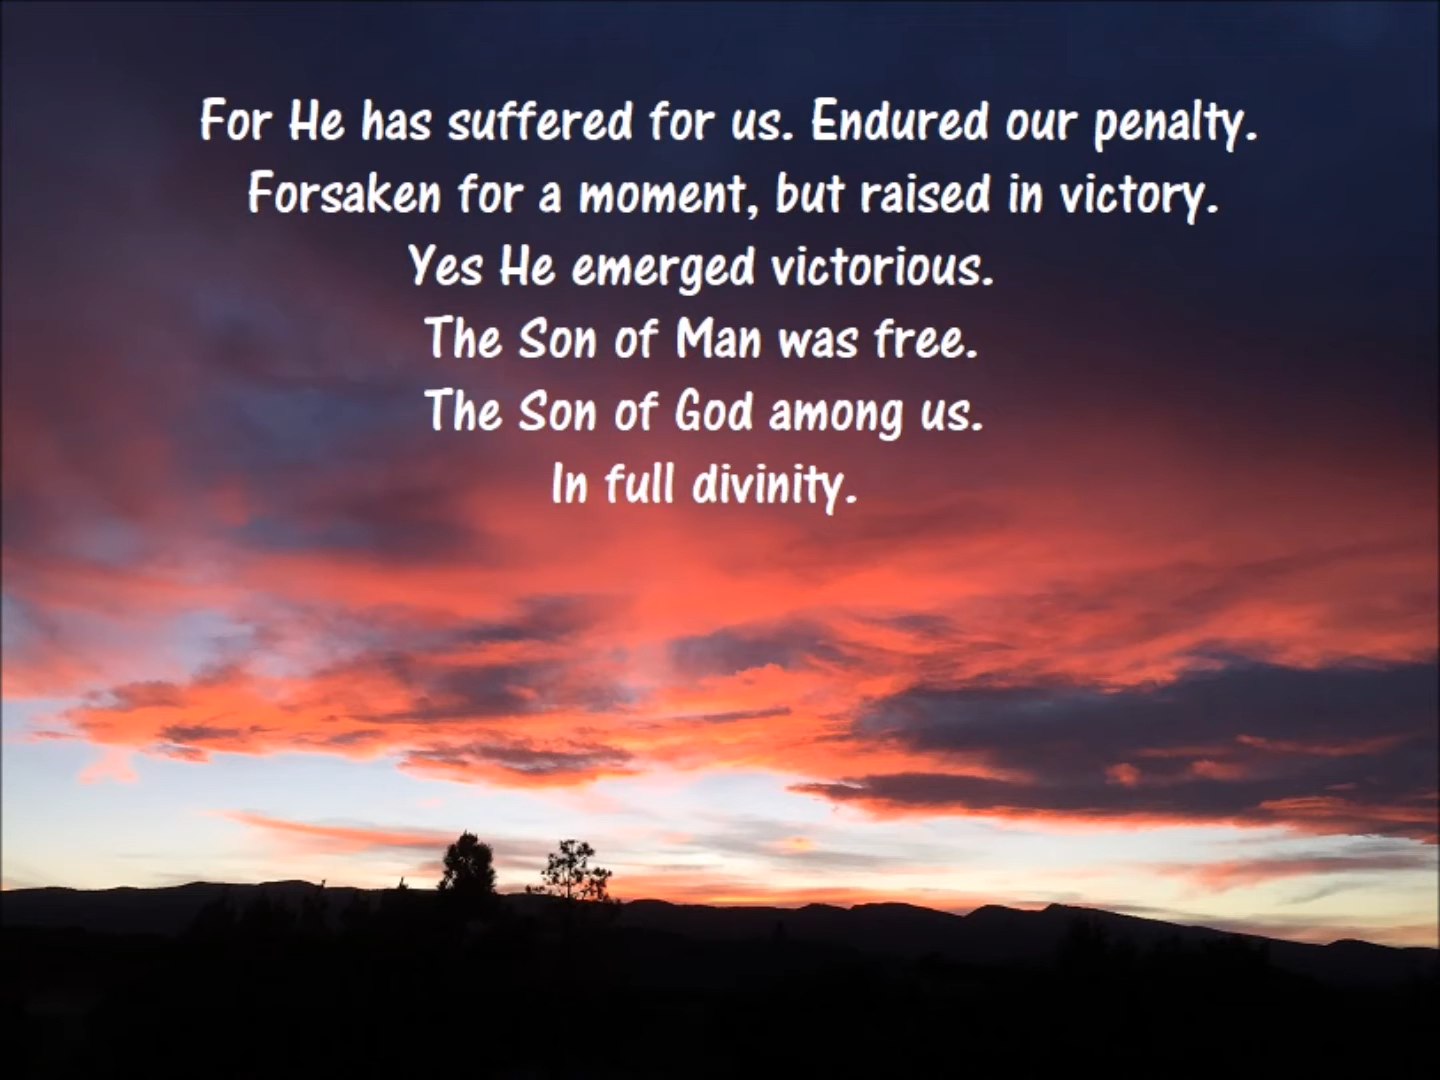 For He has suffered for us. Endured our penalty.
Forsaken for a moment, but raised in victory.
Yes He emerged victorious.
The Son of Man was free.
The Son of God among us.
In full divinity.